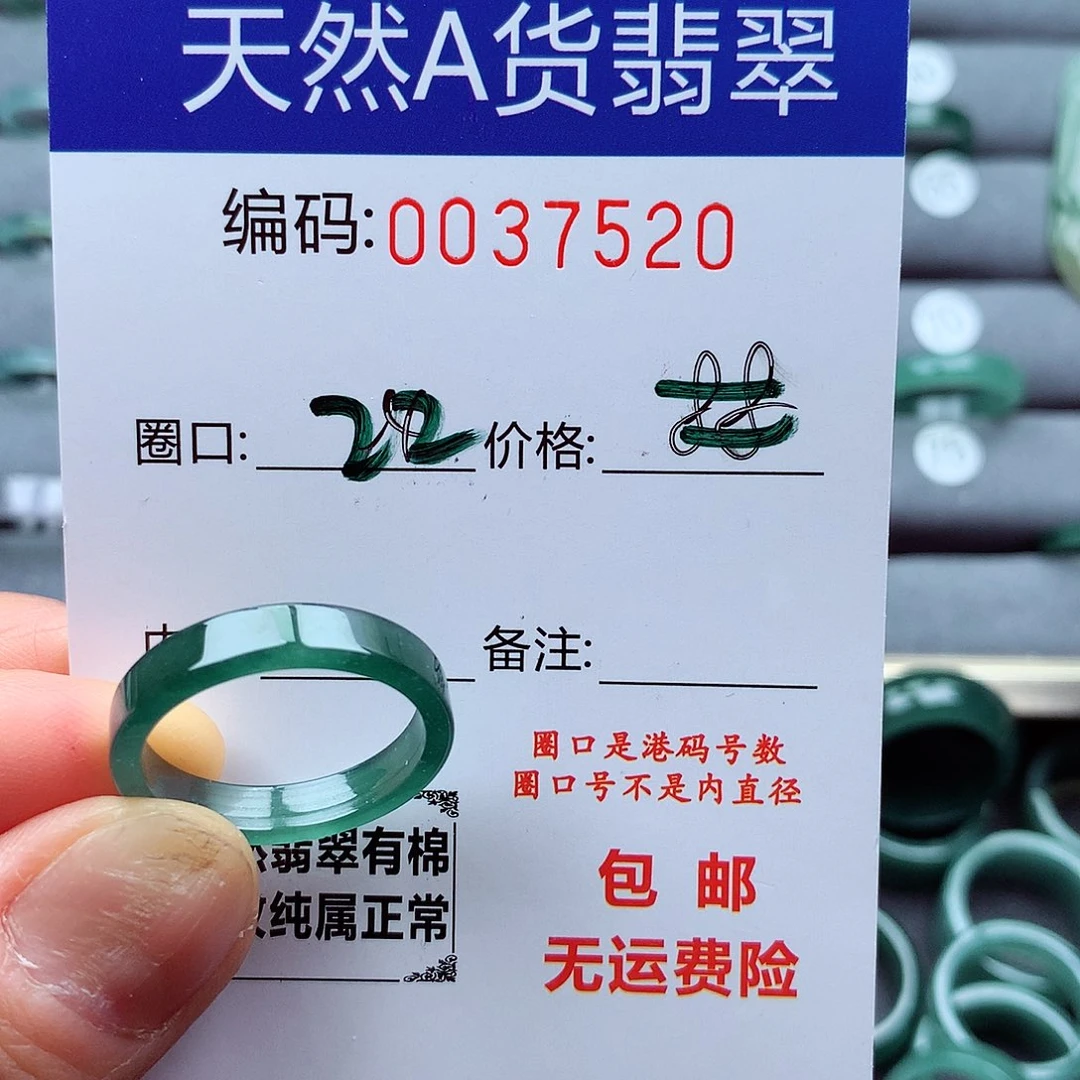 天然A货翡翠
编码:0037520
圈口: 22 价格:
备注:
圈口是港码号数
圈口号不是内直径
翡翠有棉
纯属正常
包邮
无运费险